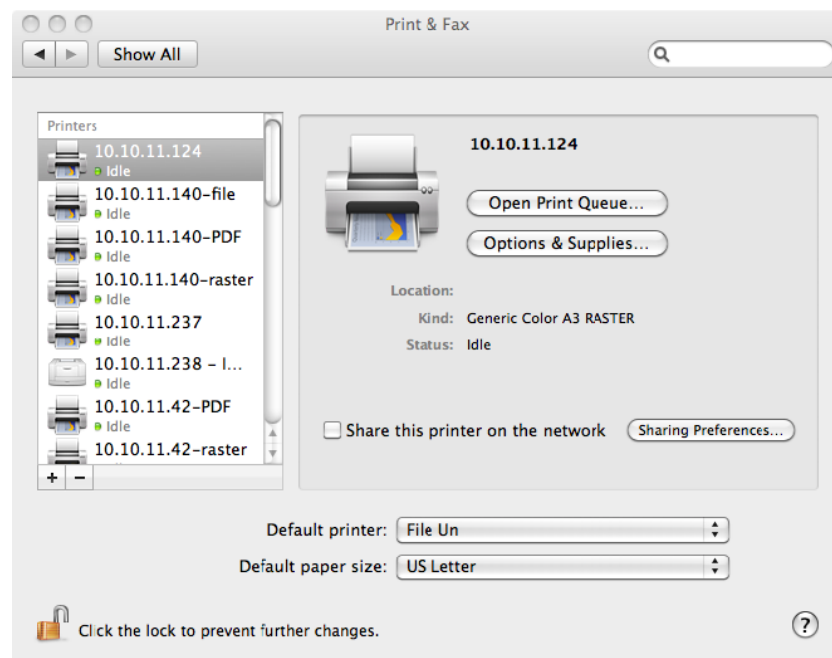 Print & Fax
Show All
Printers
10.10.11.124
Idle
10.10.11.140-file
Idle
10.10.11.140-PDF
Idle
10.10.11.140-raster
Idle
10.10.11.237
Idle
10.10.11.238 - l...
Idle
10.10.11.42-PDF
Idle
10.10.11.42-raster
+ -
10.10.11.124
Open Print Queue...
Options & Supplies...
Location:
Kind: Generic Color A3 RASTER
Status: Idle
Share this printer on the network Sharing Preferences...
Default printer: File Un
Default paper size: US Letter
Click the lock to prevent further changes.
?